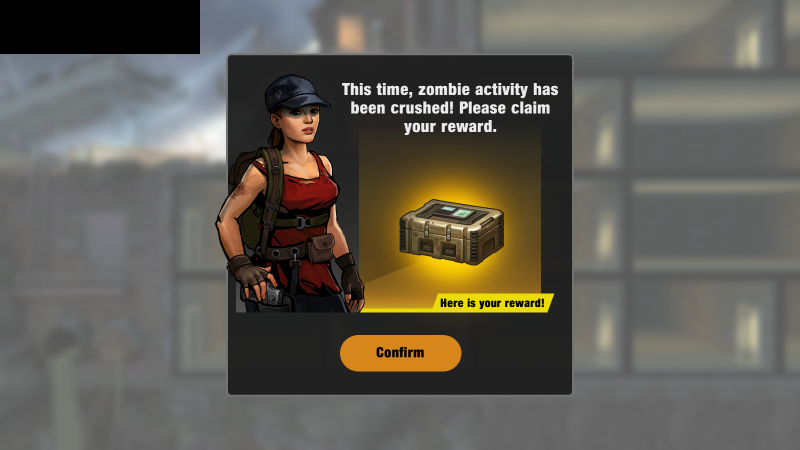 This time, zombie activity has
been crushed! Please claim
your reward.
Here is your reward!
Confirm